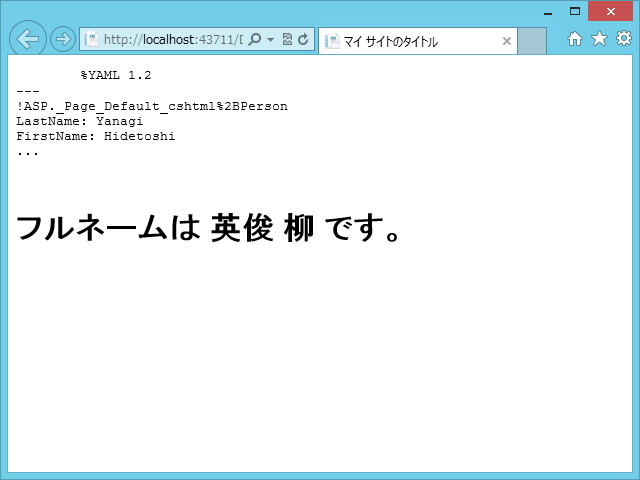 http://localhost:43711/D
マイ サイトのタイトル
%YAML 1.2
---
!ASP._Page_Default_cshtml%2BPerson
LastName: Yanagi
FirstName: Hidetoshi
...
フルネームは 英俊 柳 です。